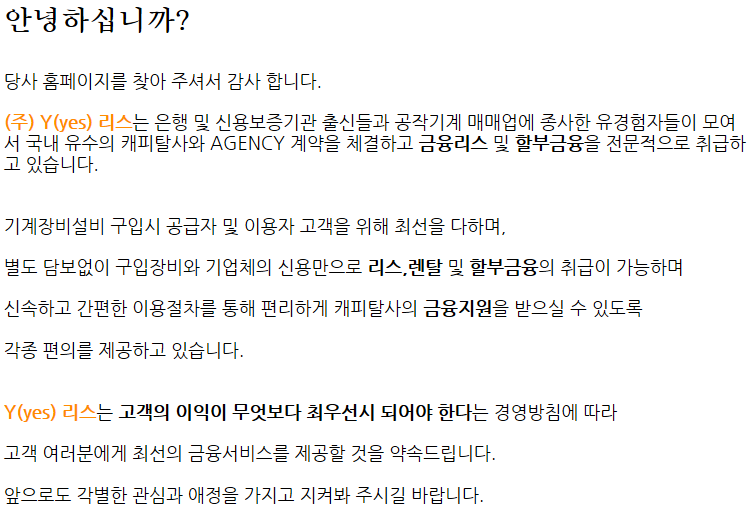 안녕하십니까?
당사 홈페이지를 찾아 주셔서 감사 합니다.
(주) Y(yes) 리스는 은행 및 신용보증기관 출신들과 공작기계 매매업에 종사한 유경험자들이 모여
서 국내 유수의 캐피탈사와 AGENCY 계약을 체결하고 금융리스 및 할부금융을 전문적으로 취급하
고 있습니다.
기계장비설비 구입시 공급자 및 이용자 고객을 위해 최선을 다하며,
별도 담보없이 구입장비와 기업체의 신용만으로 리스,렌탈 및 할부금융의 취급이 가능하며
신속하고 간편한 이용절차를 통해 편리하게 캐피탈사의 금융지원을 받으실 수 있도록
각종 편의를 제공하고 있습니다.
Y(yes) 리스는 고객의 이익이 무엇보다 최우선시 되어야 한다는 경영방침에 따라
고객 여러분에게 최선의 금융서비스를 제공할 것을 약속드립니다.
앞으로도 각별한 관심과 애정을 가지고 지켜봐 주시길 바랍니다.